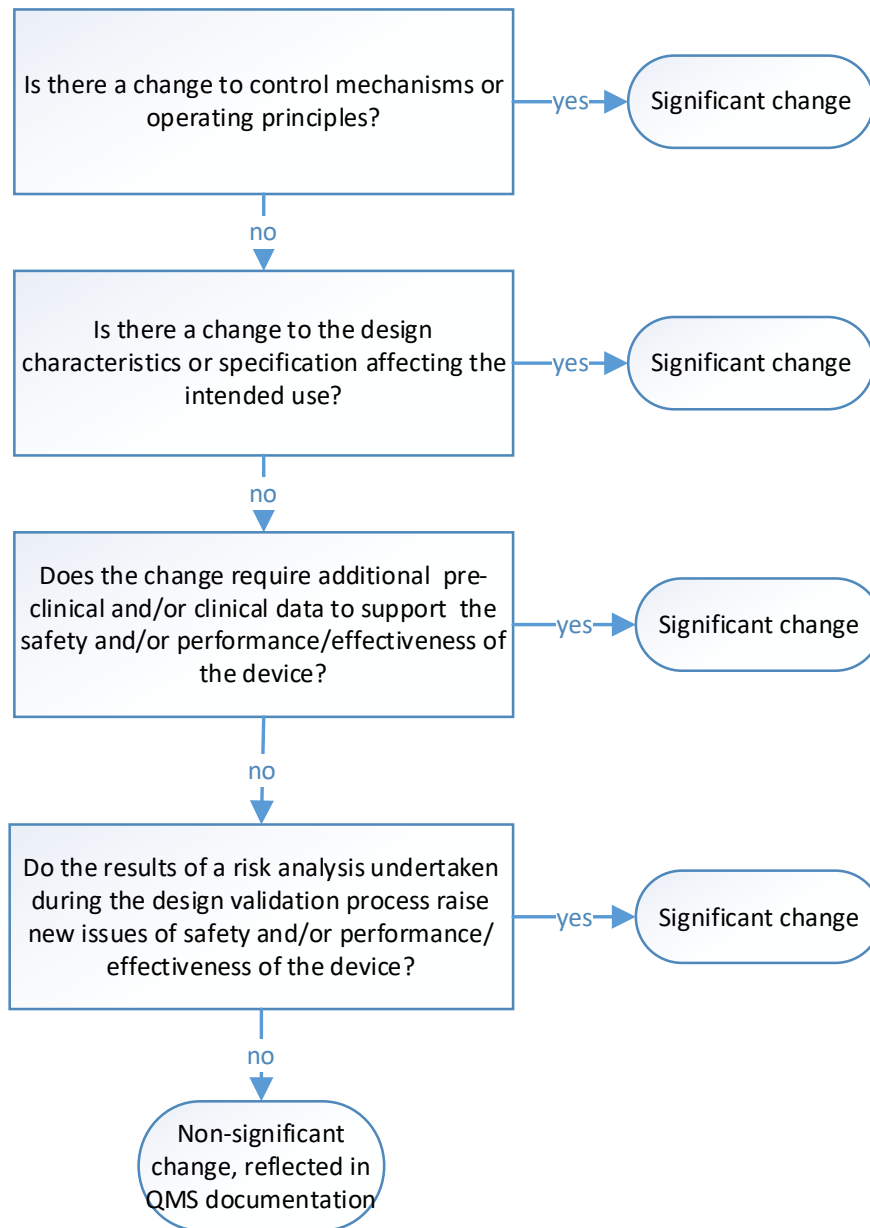 Is there a change to control mechanisms or
operating principles?
yes
Significant change
no
Is there a change to the design
characteristics or specification affecting the
intended use?
yes
Significant change
no
Does the change require additional  pre-
clinical and/or clinical data to support  the
safety and/or performance/effectiveness of
the device?
yes
Significant change
no
Do the results of a risk analysis undertaken
during the design validation process raise
new issues of safety and/or performance/
effectiveness of the device?
yes
Significant change
no
Non-significant
change, reflected in
QMS documentation